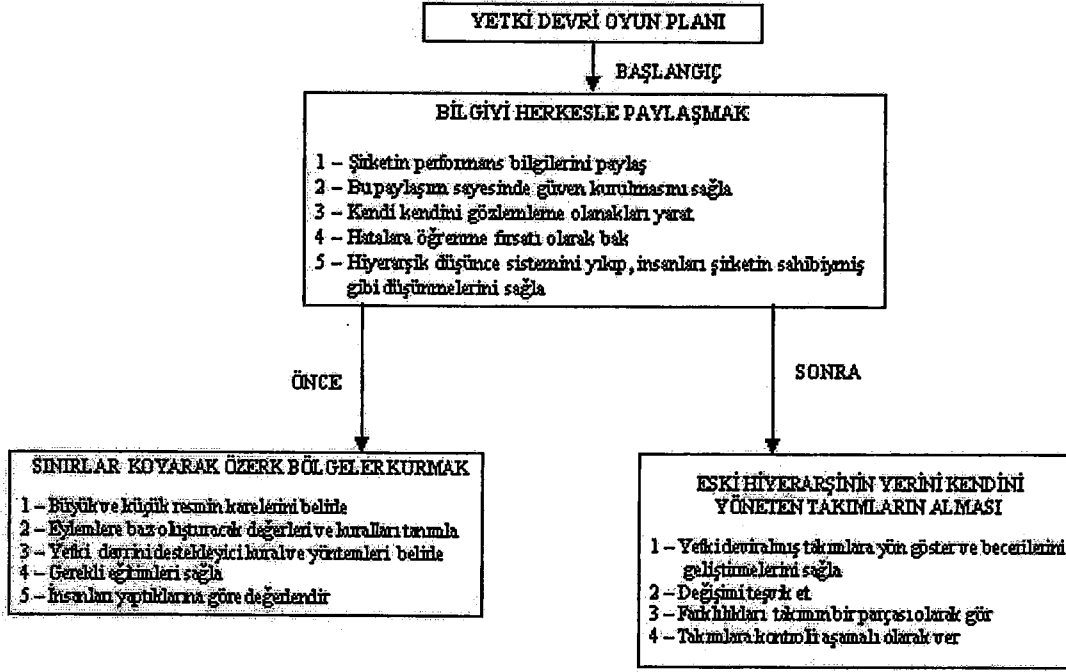 YETKİ DEVRİ OYUN PLANI
BAŞLANGIÇ
BİLGİYİ HERKESLE PAYLAŞMAK
1 – Şirketin performans bilgilerini paylaş
2 – Bu paylaşım sayesinde güven kurulmasını sağla
3 – Kendi kendini gözlemleme olanakları yarat
4 – Hatalara öğrenme fırsatı olarak bak
5 – Hiyerarşik düşünce sistemini yıkıp, insanları şirketin sahibiymiş
gibi düşünmelerini sağla
ÖNCE
SONRA
SINIRLAR KOYARAK ÖZERK BÖLGELER KURMAK
1 – Büyük ve küçük resmin karelerini belirle
2 – Eylemlere baz oluşturacak değerleri ve kuralları tanımla
3 – Yetki devrini destekleyici kural ve yöntemleri belirle
4 – Gerekli eğitimleri sağla
5 – İnsanları yaptıklarına göre değerlendir
ESKİ HİYERARŞİNİN YERİNİ KENDİNİ
YÖNETEN TAKIMLARIN ALMASI
1 – Yetki devralmış takımlara yön göster ve becerilerini
geliştirmelerini sağla
2 – Değişimi teşvik et
3 – Farklılıkları takımın bir parçası olarak gör
4 – Takımlara kontrolü aşamalı olarak ver